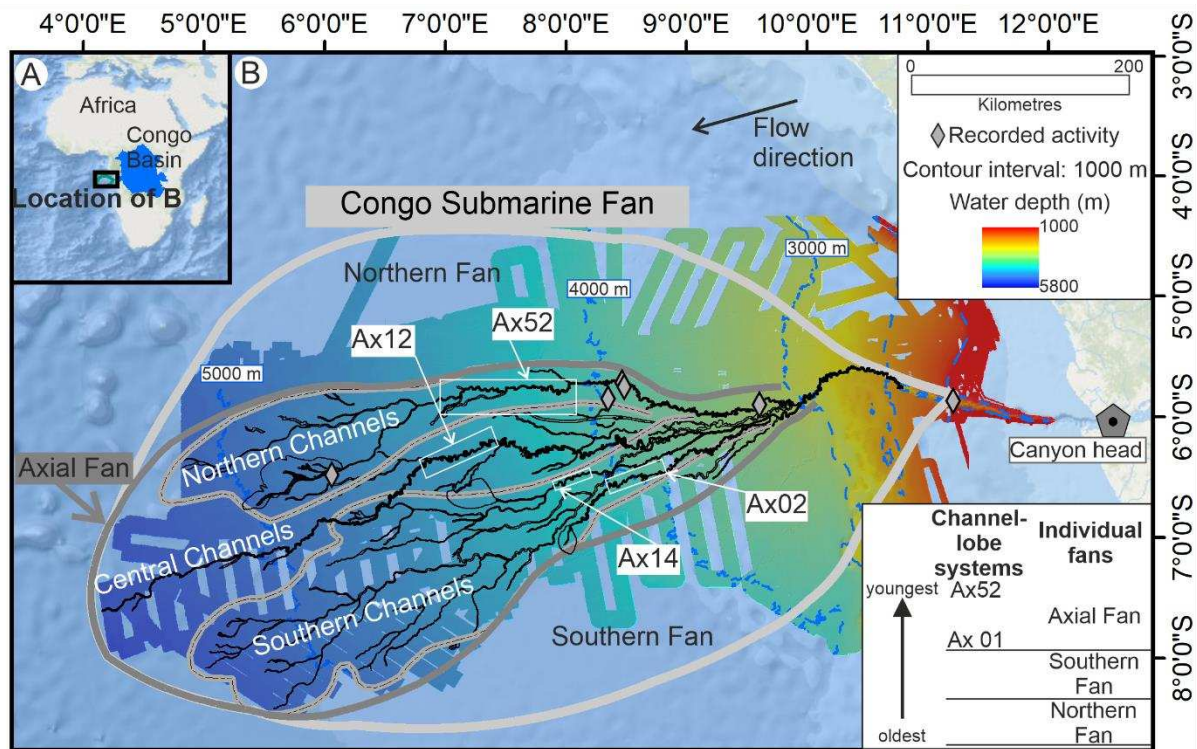 4°0'0"E 5°0'0"E 6°0'0"E 7°0'0"E 8°0'0"E 9°0'0"E 10°0'0"E 11°0'0"E 12°0'0"E
3°0'0"S
4°0'0"S
5°0'0"S
6°0'0"S
7°0'0"S
8°0'0"S
A
Africa
Congo
Basin
Location of B
B
Flow
direction
0 200
Kilometres
Recorded activity
Contour interval: 1000 m
Water depth (m)
1000
5800
Congo Submarine Fan
Northern Fan
3000 m
4000 m
5000 m
Ax52
Ax12
Northern Channels
Axial Fan
Central Channels
Southern Channels
Ax02
Ax14
Southern Fan
Canyon head
Channel-
lobe
systems
Individual
fans
youngest
Ax52
Axial Fan
Ax 01
Southern
Fan
Northern
Fan
oldest